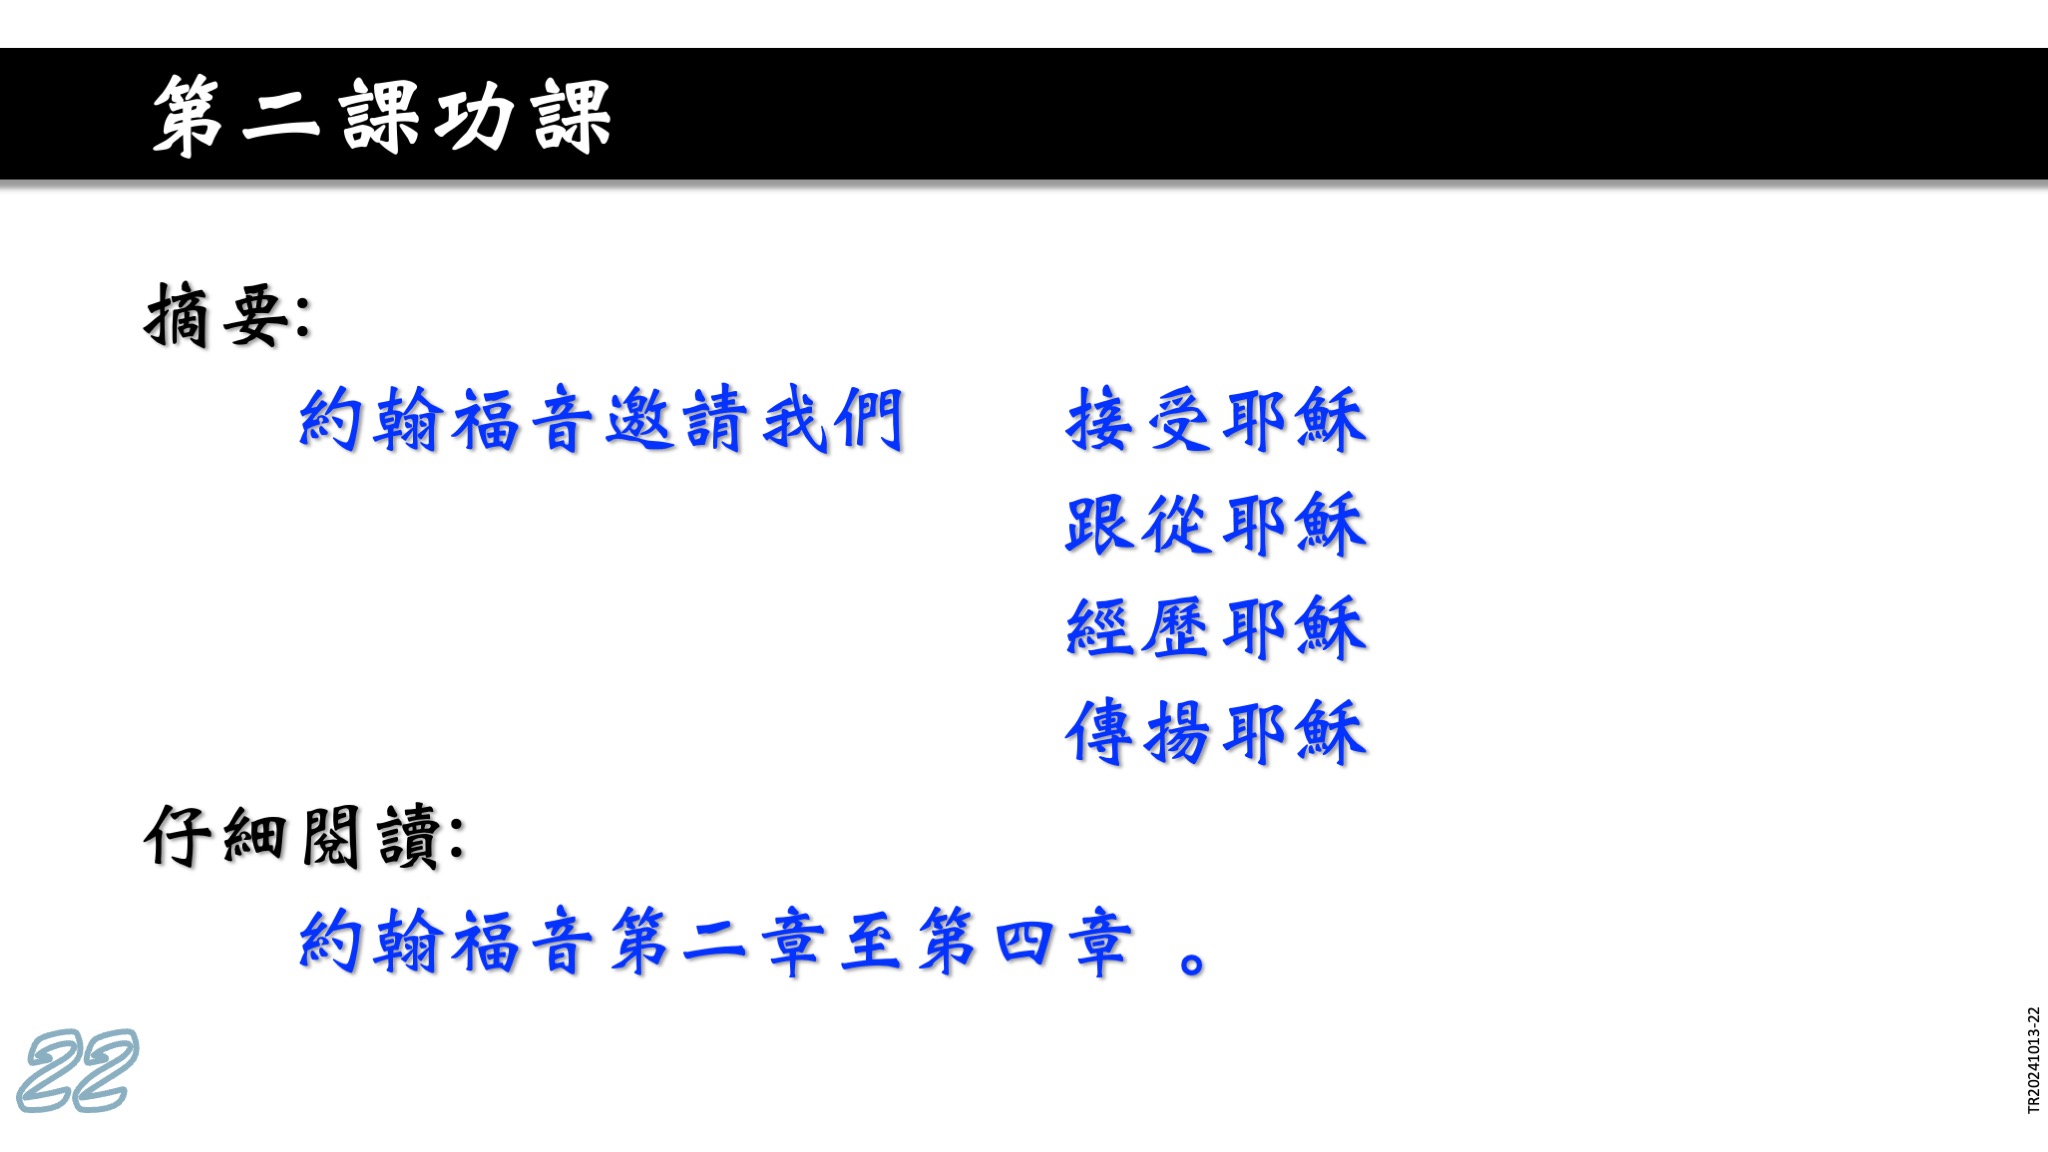 第二課功課
摘要:
約翰福音邀請我們 接受耶穌
跟從耶穌
經歷耶穌
傳揚耶穌
仔細閱讀:
約翰福音第二章至第四章 。
22
TR20241013-22